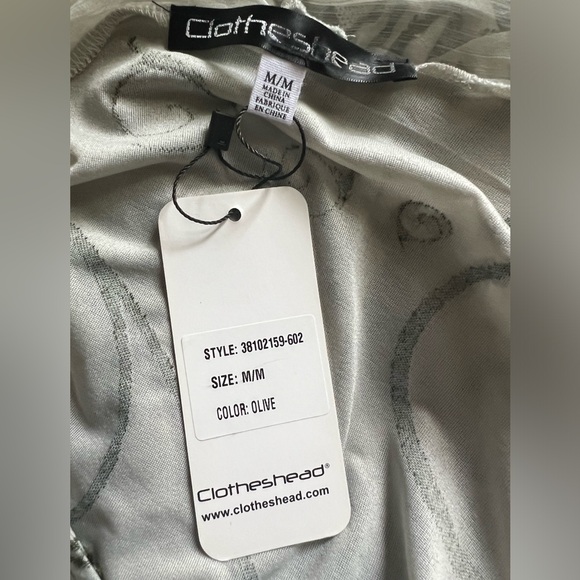 Clotheshead
M/M
MADE IN
CHINA
FABRIQUE
EN CHINE
STYLE: 38102159-602
SIZE: M/M
COLOR: OLIVE
Clotheshead®
www.clotheshead.com